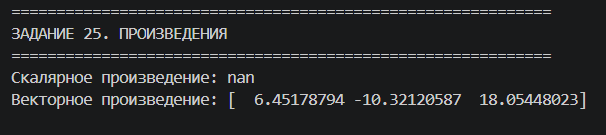 ============================================================
ЗАДАНИЕ 25. ПРОИЗВЕДЕНИЯ
============================================================
Скалярное произведение: nan
Векторное произведение: [  6.45178794 -10.32120587  18.05448023]